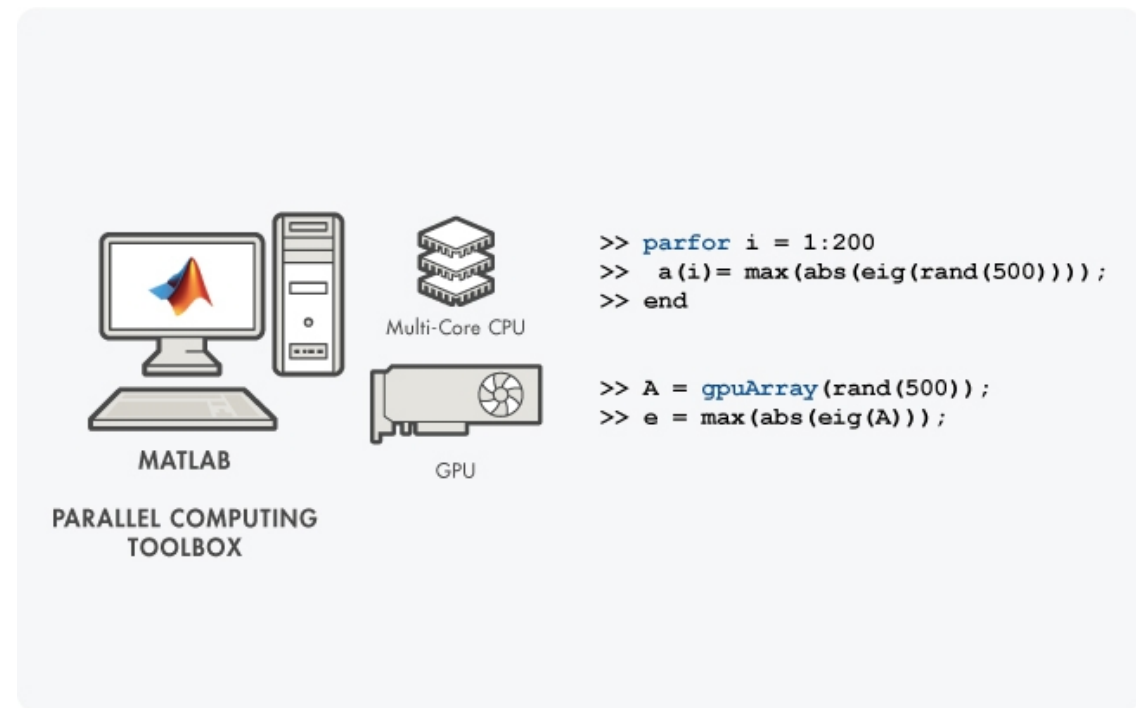 >> parfor i = 1:200
>>  a(i)= max(abs(eig(rand(500))));
>> end
Multi-Core CPU
>> A = gpuArray(rand(500));
>> e = max(abs(eig(A)));
MATLAB
GPU
PARALLEL COMPUTING
TOOLBOX